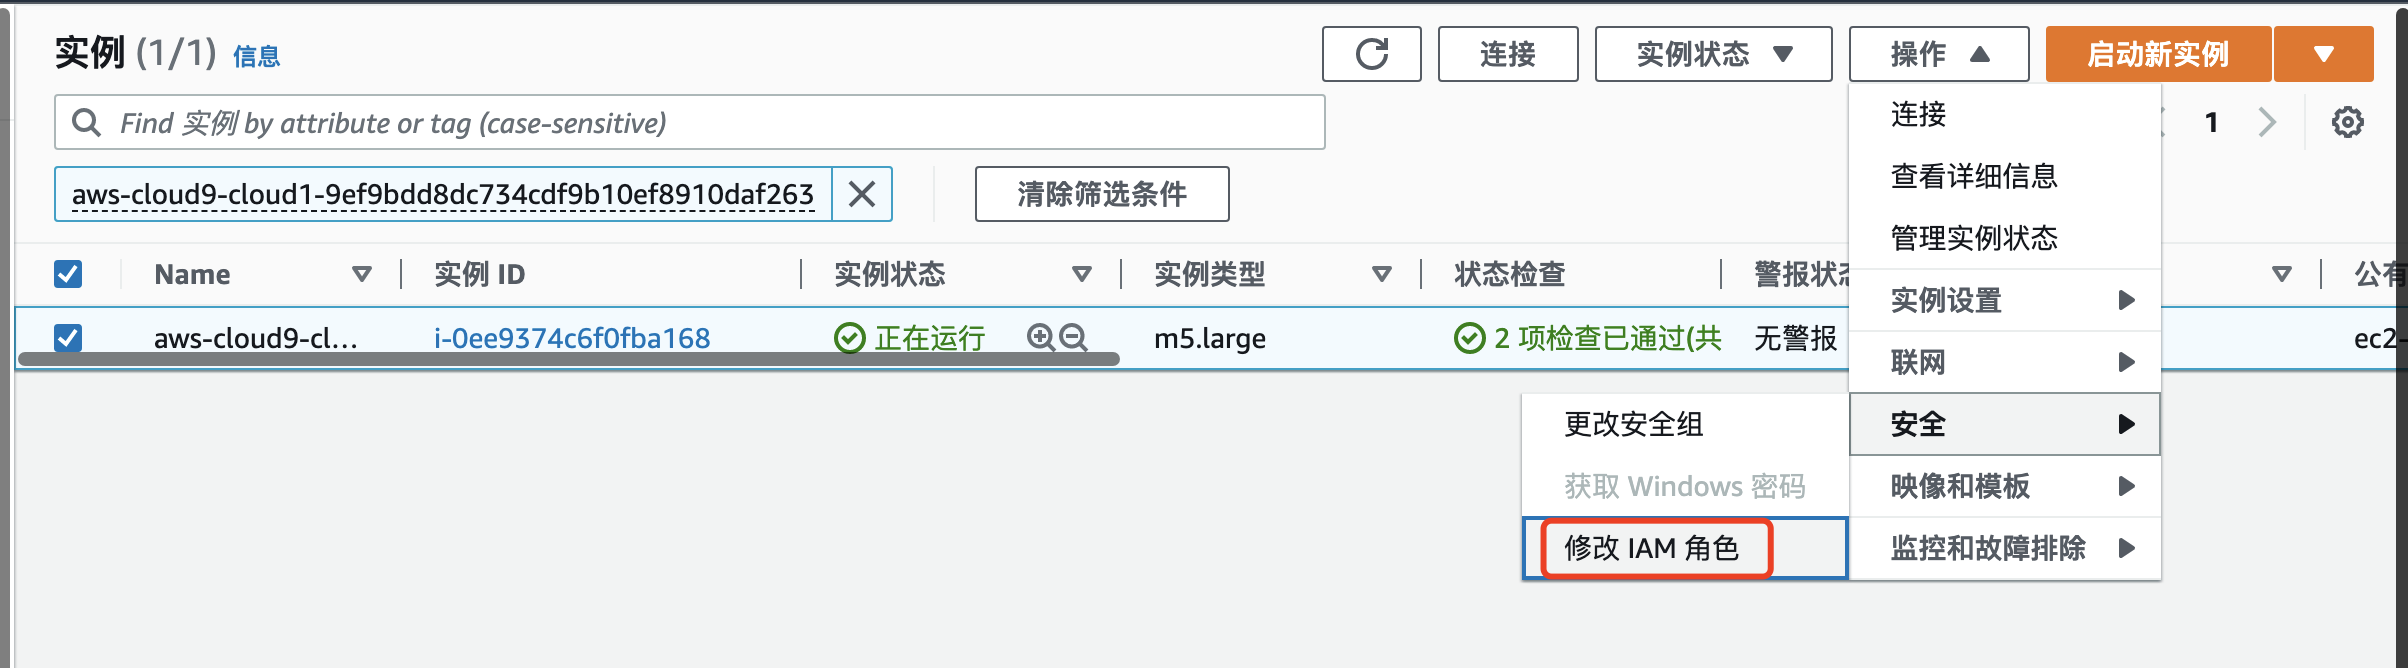 实例 (1/1) 信息
连接
实例状态
操作
启动新实例
Find 实例 by attribute or tag (case-sensitive)
1
aws-cloud9-cloud1-9ef9bdd8dc734cdf9b10ef8910daf263
清除筛选条件
Name 实例 ID 实例状态 实例类型 状态检查 警报状态 公有
aws-cloud9-cl... i-0ee9374c6f0fba168 正在运行 m5.large 2 项检查已通过(共 无警报 ec2-
连接
查看详细信息
管理实例状态
实例设置
联网
安全
映像和模板
监控和故障排除
更改安全组
获取 Windows 密码
修改 IAM 角色